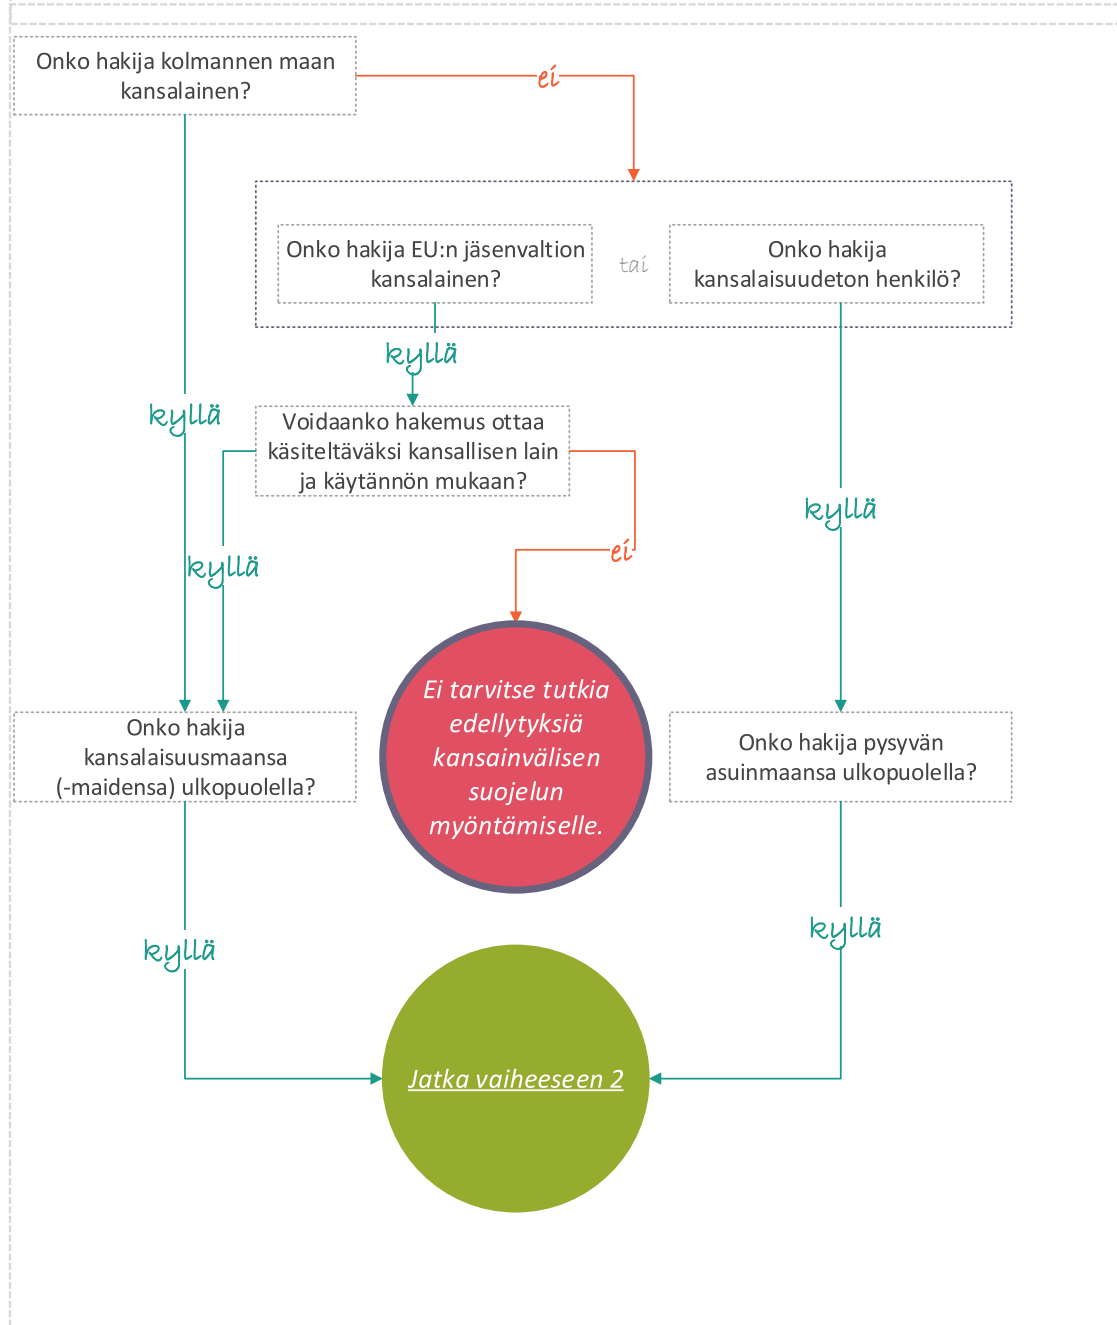 Onko hakija kolmannen maan
kansalainen?
ei
Onko hakija EU:n jäsenvaltion
kansalainen?
tai
Onko hakija
kansalaisuudeton henkilö?
kyllä
kyllä
Voidaanko hakemus ottaa
käsiteltäväksi kansallisen lain
ja käytännön mukaan?
kyllä
ei
kyllä
Onko hakija
kansalaisuusmaansa
(-maidensa) ulkopuolella?
Ei tarvitse tutkia
edellytyksiä
kansainvälisen
suojelun
myöntämiselle.
Onko hakija pysyvän
asuinmaansa ulkopuolella?
kyllä
kyllä
Jatka vaiheeseen 2